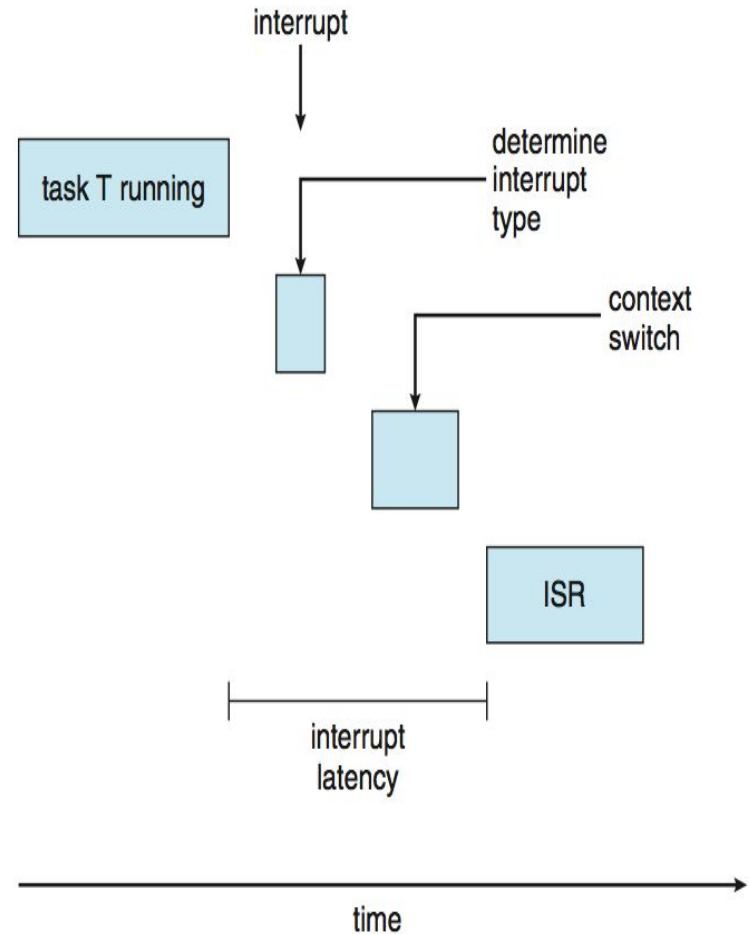 interrupt
task T running
determine
interrupt
type
context
switch
ISR
interrupt
latency
time